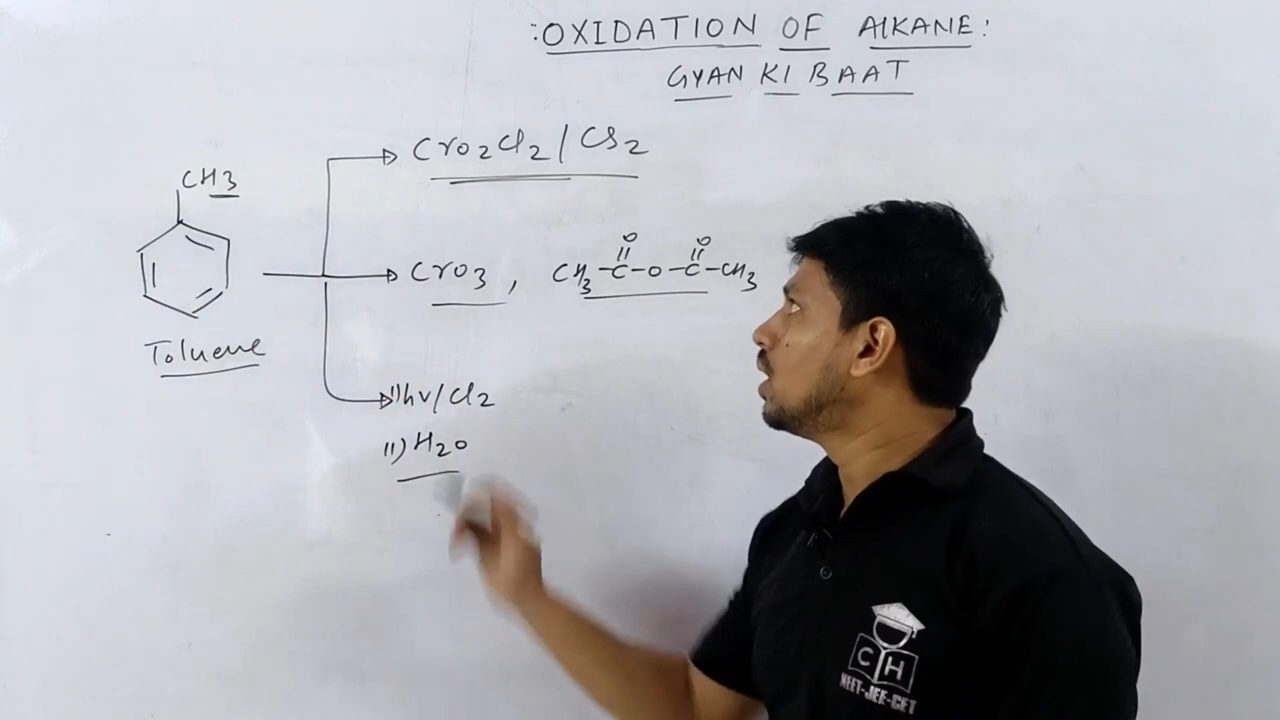 :OXIDATION OF AlKANE:
GYAN KI BAAT
CrO2Cl2/CS2
CH3
CrO3, CH3-C-O-C-CH3
O O
Toluene
i)hν/Cl2
ii)H2O
CH
NEET-JEE-CET